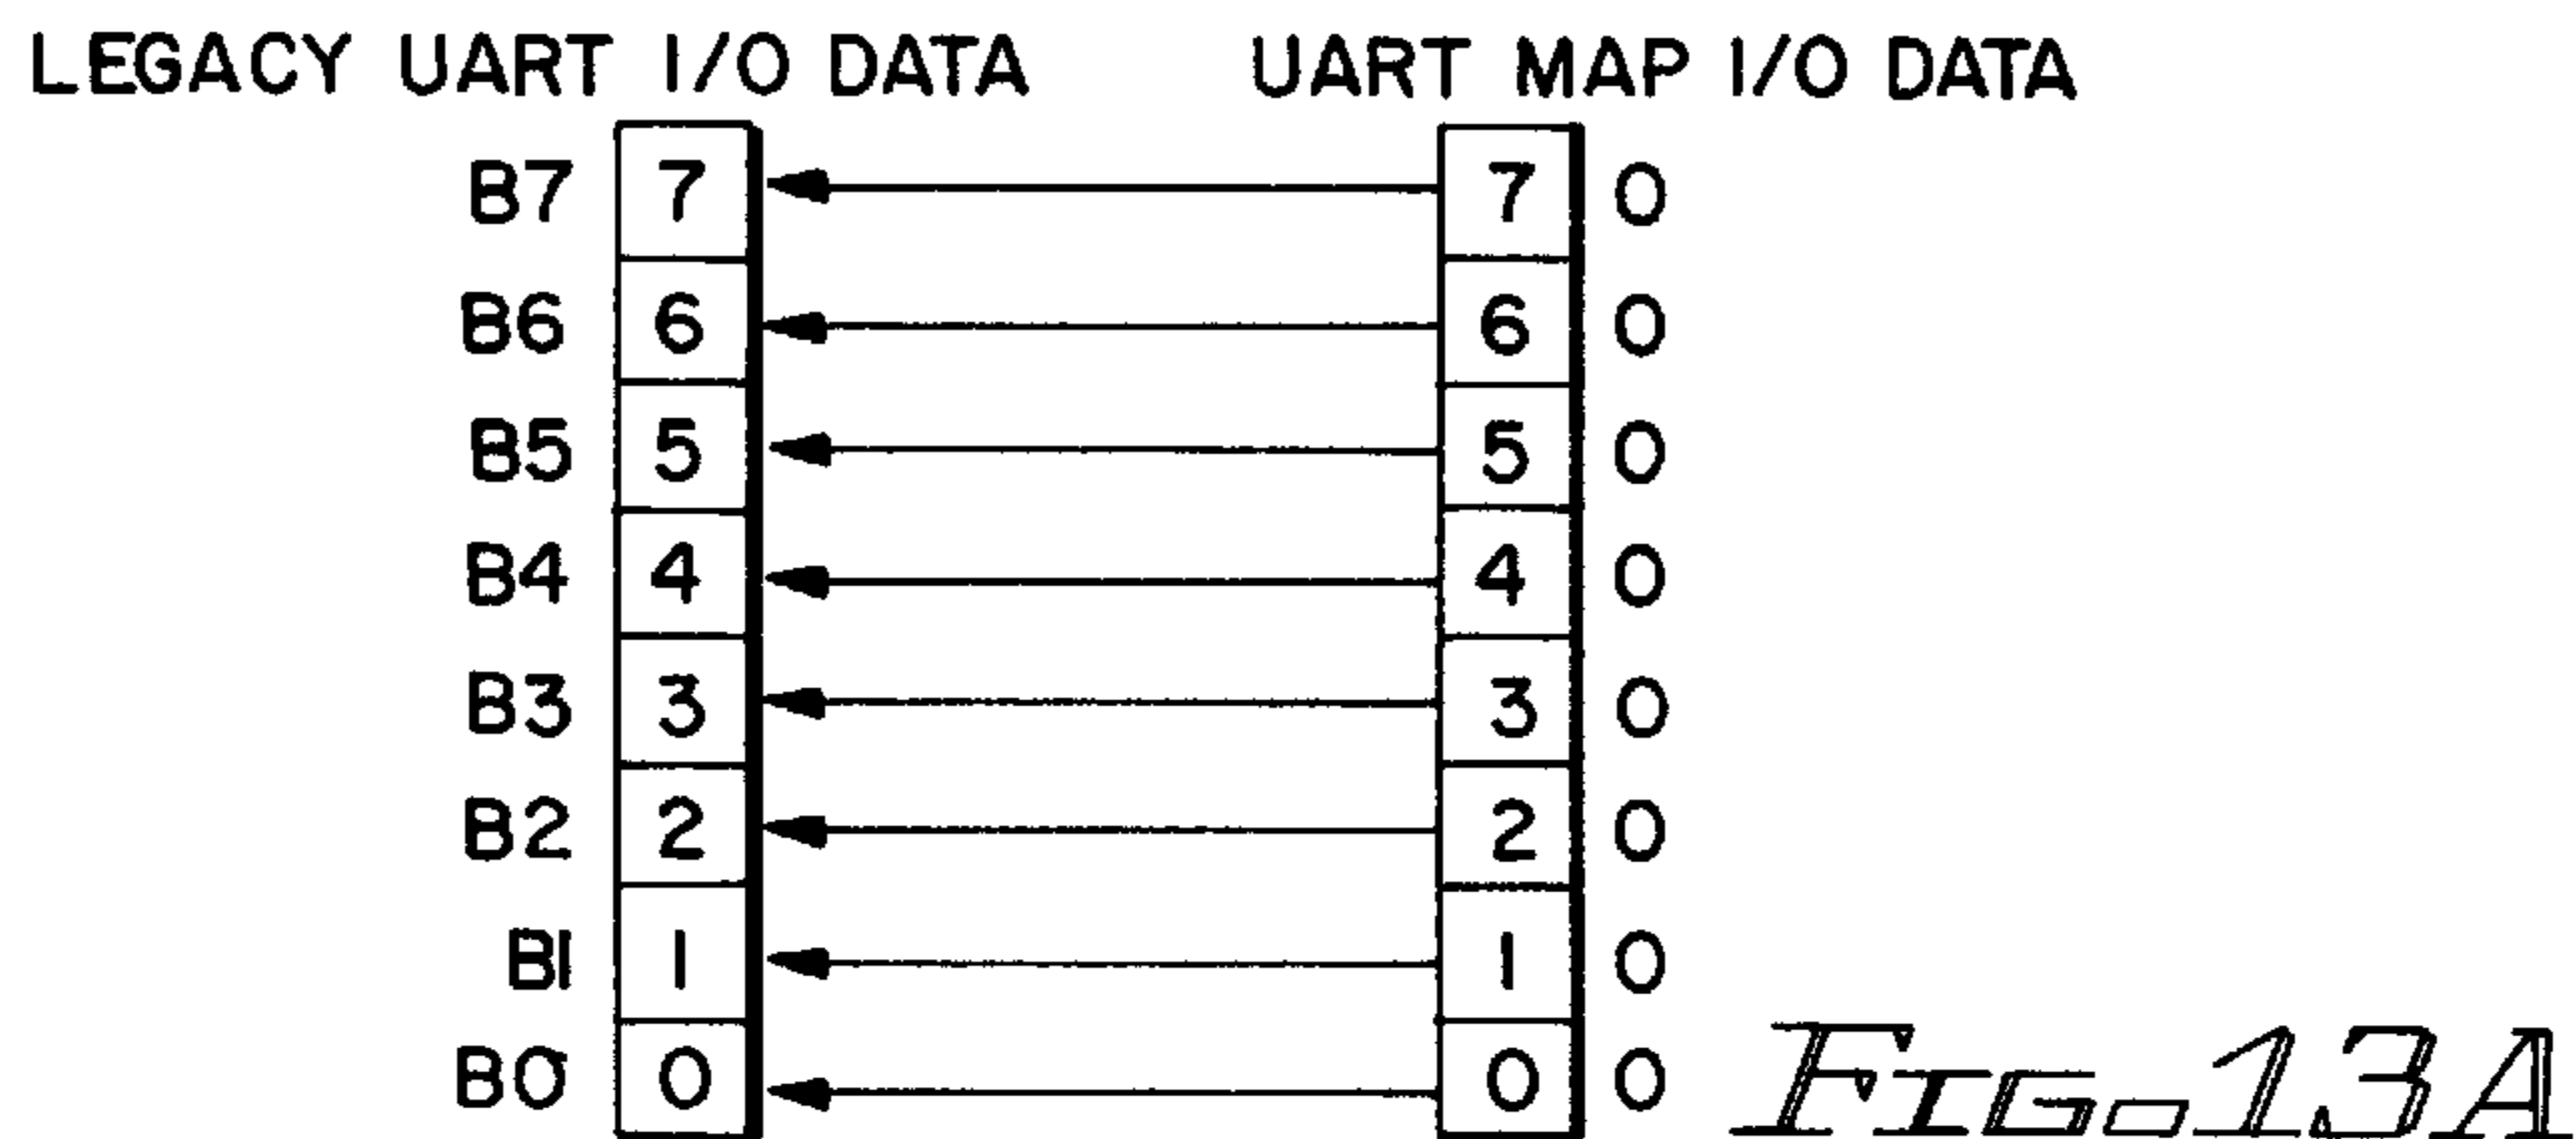 LEGACY UART I/O DATA UART MAP I/O DATA
B7 7 7 0
B6 6 6 0
B5 5 5 0
B4 4 4 0
B3 3 3 0
B2 2 2 0
B1 1 1 0
B0 0 0 0
FIG. 13A